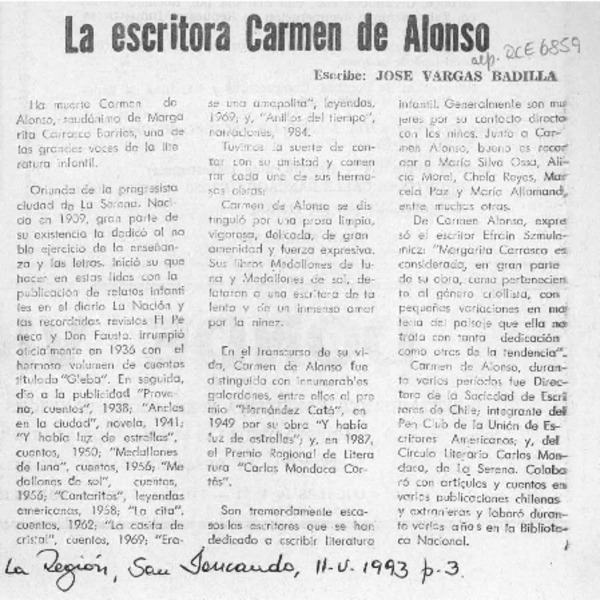 La escritora Carmen de Alonso
aep. DCE 6859
Escribe: JOSE VARGAS BADILLA
Ha muerto Carmen de
Alonso, seudónimo de Marga
rita Carrasco Barrios, una de
las grandes voces de la lite
ratura infantil.
Oriunda de la progresista
ciudad de La Serena. Naci
da en 1909, gran parte de
su existencia la dedicó al no
ble ejercicio de la enseñan
za y las letras. Inició su que
hacer en estas lides con la
publicación de relatos infanti
les en el diario La Nación y
las recordadas revistas El Pe
neca y Don Fausto. Irrumpió
oficialmente en 1936 con el
hermoso volumen de cuentos
titulado "Gleba". En seguida,
dio a la publicidad "Prove
na, cuentos", 1938; "Anclas
en la ciudad", novela, 1941;
"Y había luz de estrellas",
cuentos, 1950; "Medallones
de luna", cuentos, 1956; "Me
dallones de sol", cuentos,
1956; "Cantaritos", leyendas
americanas, 1958; "La cita",
cuentos, 1962; "La casita de
cristal", cuentos, 1969; "Era-
se una amapolita", leyendas,
1969; y, "Anillos del tiempo",
narraciones, 1984.
Tuvimos la suerte de con
tar con su amistad y comen
tar cada una de sus hermo
sas obras.
Carmen de Alonso se dis
tinguió por una prosa limpia,
vigorosa, delicada, de gran
amenidad y fuerza expresiva.
Sus libros Medallones de lu
na y Medallones de sol, de
lataron a una escritora de ta
lento y de un inmenso amor
por la niñez.
En el transcurso de su vi
da, Carmen de Alonso fue
distinguida con innumerables
galardones, entre ellos el pre
mio "Hernández Catá", en
1949 por su obra "Y había
luz de estrellas"; y, en 1987,
el Premio Regional de Litera
tura "Carlos Mondaca Cor
tés".
Son tremendamente esca-
sos los escritores que se han
dedicado a escribir literatura
infantil. Generalmente son mu
jeres por su contacto directo
con los niños. Junto a Car-
men Alonso, bueno es recor
dar a María Silva Ossa, Ali
cia Morel, Chela Reyes, Mar
cela Paz y María Allamand,
entre muchas otras.
De Carmen Alonso, expre
só el escritor Efraín Szmule
wicz: "Margarita Carrasco es
considerada, en gran parte
de su obra, como pertenecien
te al género criollista, con
pequeñas variaciones en ma
teria del paisaje que ella no
trata con tanta dedicación
como otros de la tendencia".
Carmen de Alonso, duran
te varios períodos fue Direc
tora de la Sociedad de Escri
tores de Chile; integrante del
Pen Club de la Unión de Es
critores Americanos; y, del
Círculo Literario Carlos Mon
daca, de La Serena. Colabo
ró con artículos y cuentos en
varias publicaciones chilenas
y extranjeras y laboró duran
te varios años en la Bibliote
ca Nacional.
La Región, San Fernando, 11-V-1993 p.3.